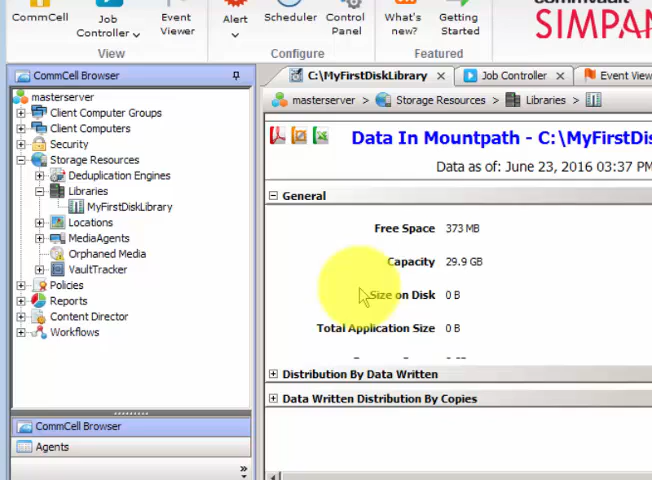 CommCell
Job
Controller
Event
Viewer
Alert
Scheduler
Control
Panel
What's
new?
Getting
Started
View
Configure
Featured
SIMPAN
CommCell Browser
masterserver
Client Computer Groups
Client Computers
Security
Storage Resources
Deduplication Engines
Libraries
MyFirstDiskLibrary
Locations
MediaAgents
Orphaned Media
VaultTracker
Policies
Reports
Content Director
Workflows
CommCell Browser
Agents
C:\MyFirstDiskLibrary
Job Controller
Event View
masterserver > Storage Resources > Libraries >
Data In Mountpath - C:\MyFirstDis
Data as of: June 23, 2016 03:37 PM
General
Free Space 373 MB
Capacity 29.9 GB
Size on Disk 0 B
Total Application Size 0 B
Distribution By Data Written
Data Written Distribution By Copies